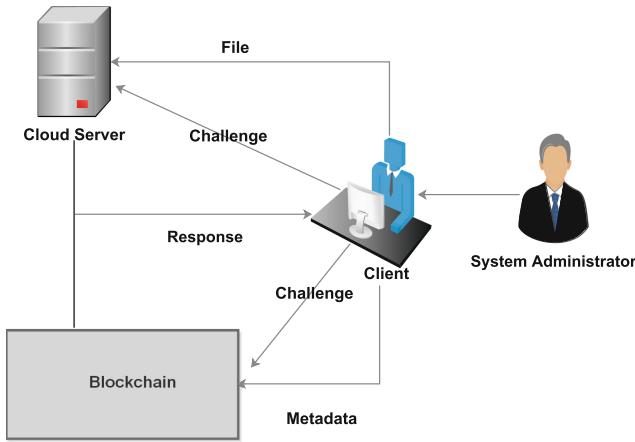 File
Cloud Server
Challenge
Response
Client
System Administrator
Challenge
Blockchain
Metadata